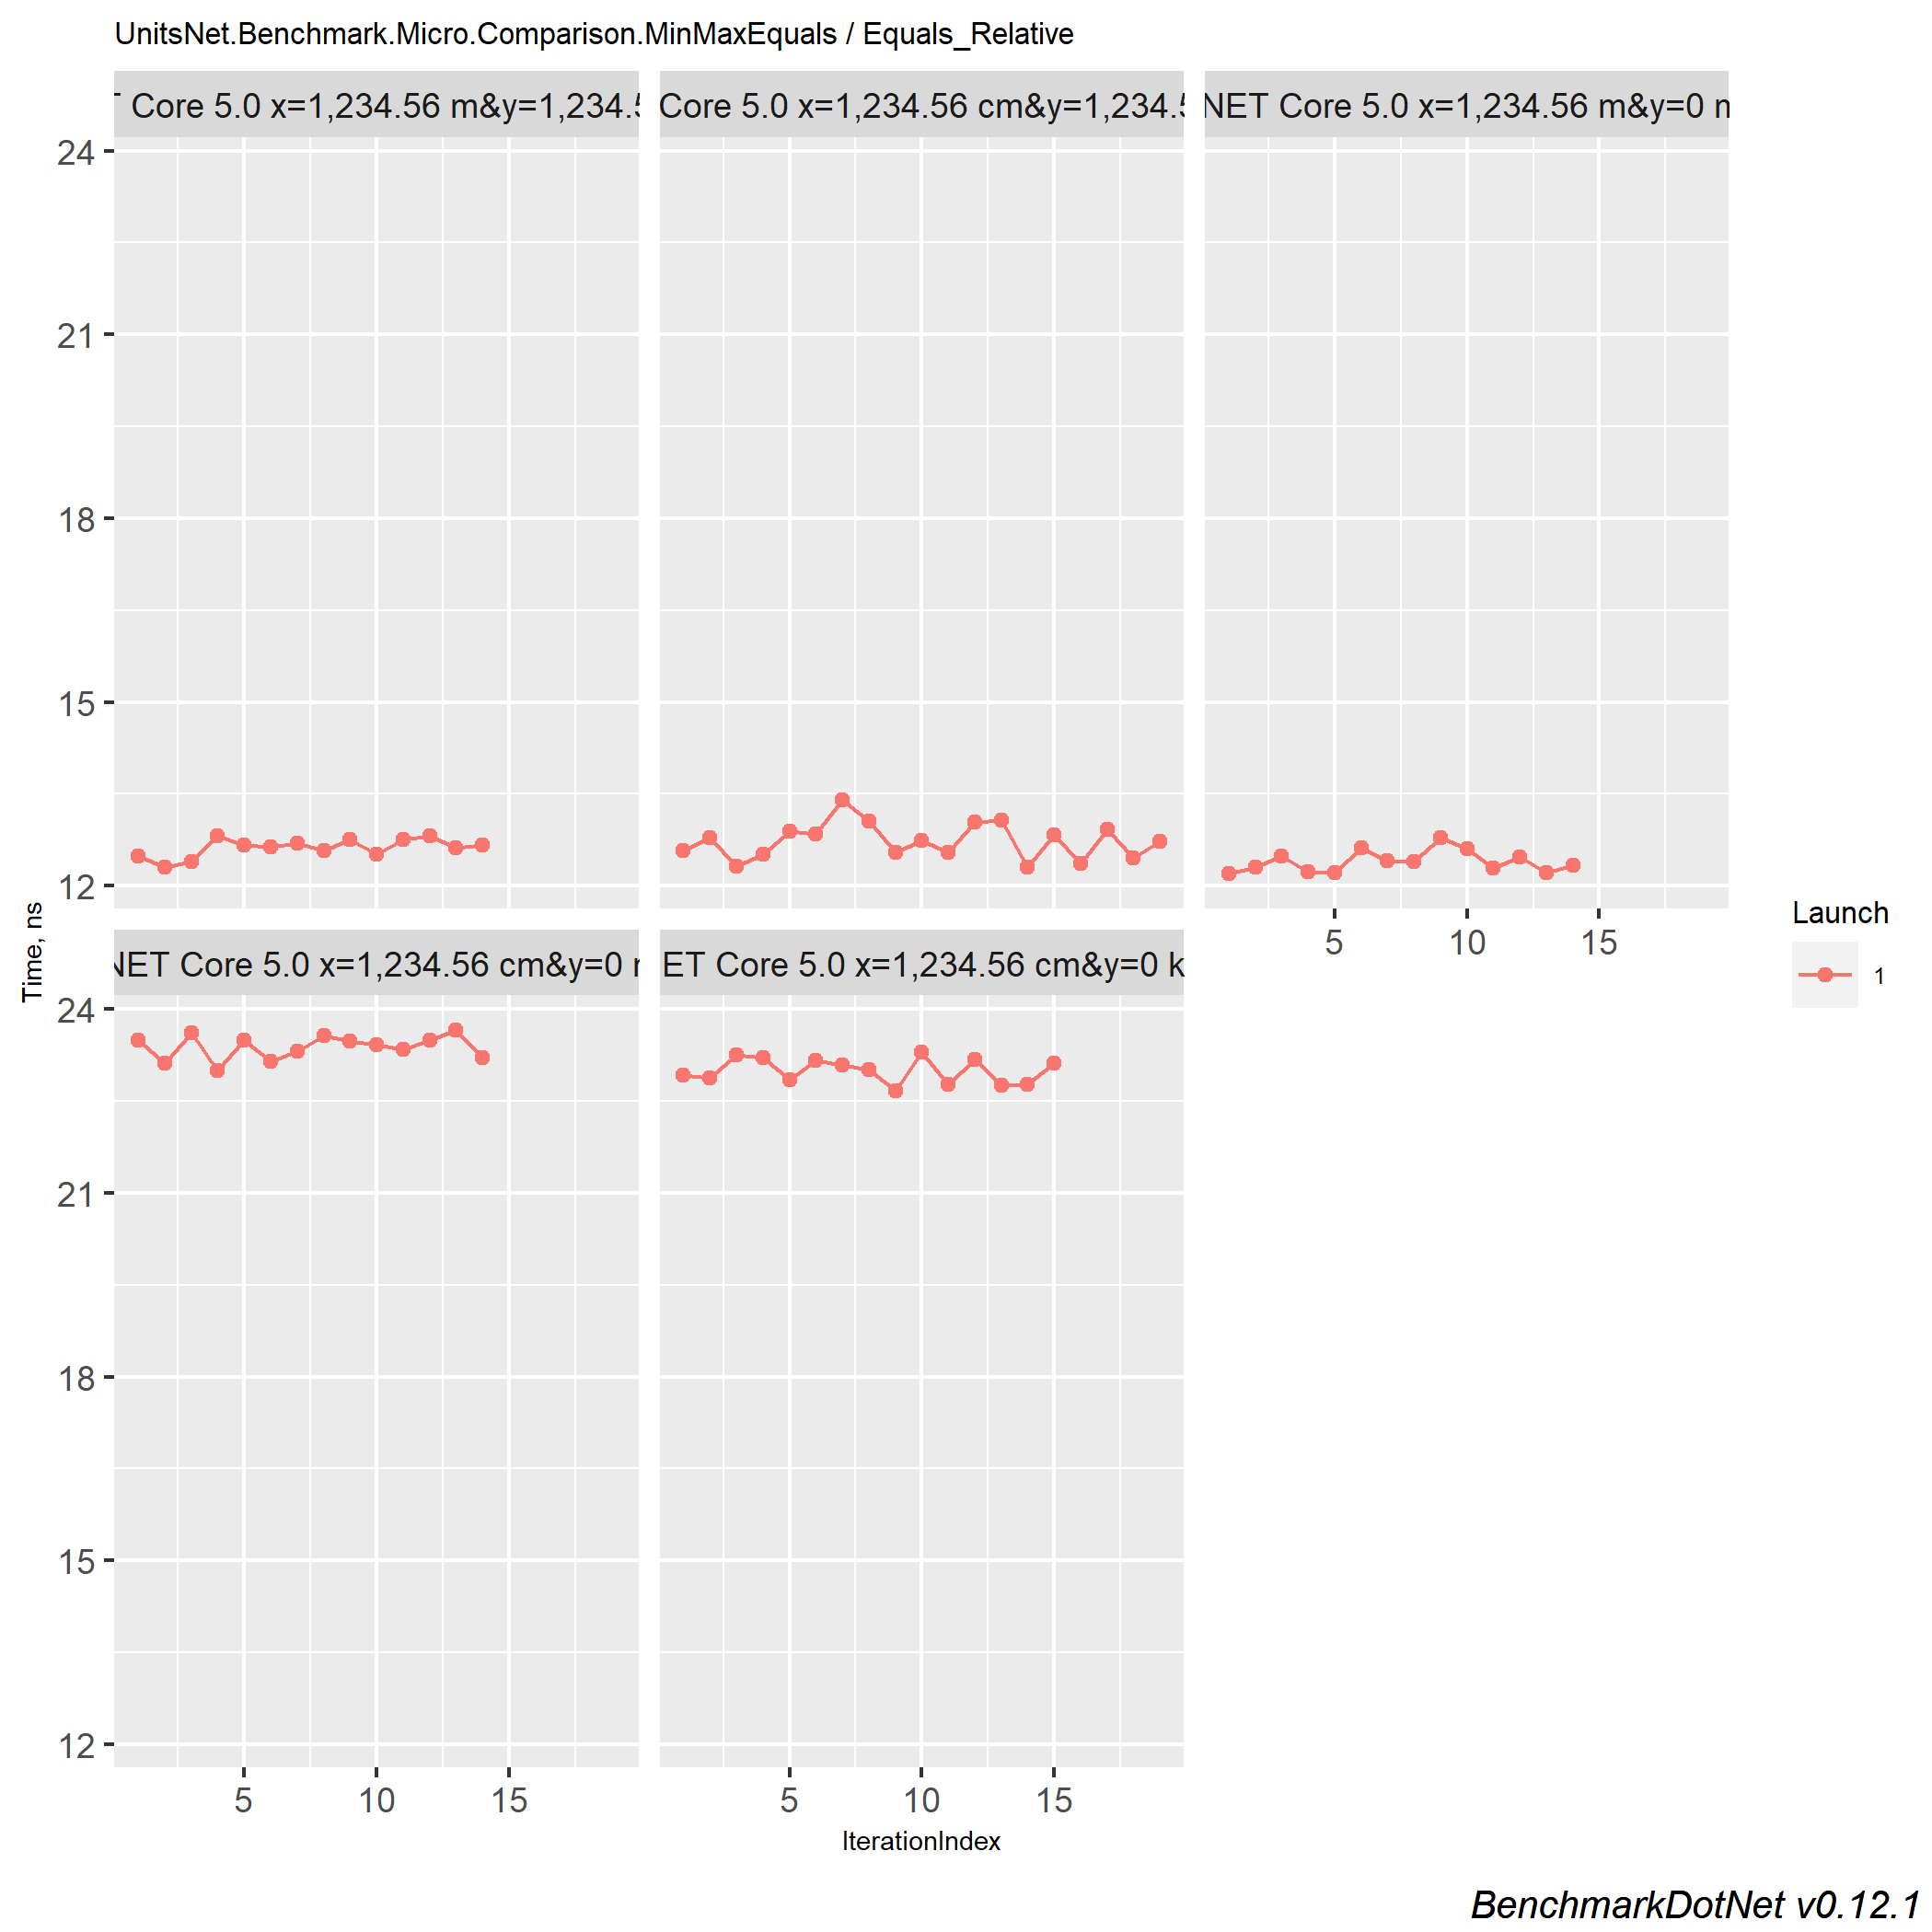 UnitsNet.Benchmark.Micro.Comparison.MinMaxEquals / Equals_Relative
Core 5.0 x=1,234.56 m&y=1,234.5
Core 5.0 x=1,234.56 cm&y=1,234.5
NET Core 5.0 x=1,234.56 m&y=0
24
21
18
15
12
5 10 15
NET Core 5.0 x=1,234.56 cm&y=0
ET Core 5.0 x=1,234.56 cm&y=0 k
24
21
18
15
12
5 10 15
5 10 15
Time, ns
IterationIndex
Launch
1
BenchmarkDotNet v0.12.1